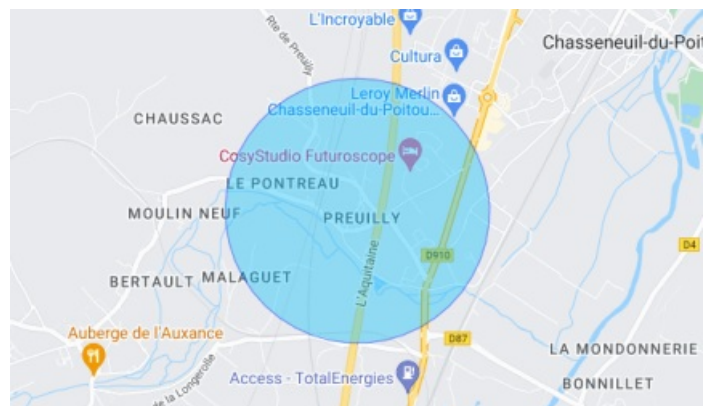 L'Incroyable
Rte de Preuilly
Cultura
Chasseneuil-du-Poit
Leroy Merlin
Chasseneuil-du-Poitou...
CHAUSSAC
CosyStudio Futuroscope
LE PONTREAU
MOULIN NEUF
PREUILLY
D4
D910
L'Aquitaine
BERTAULT
MALAGUET
Auberge de l'Auxance
D87
LA MONDONNERIE
Access - TotalEnergies
BONNILLET
de la Longerolle